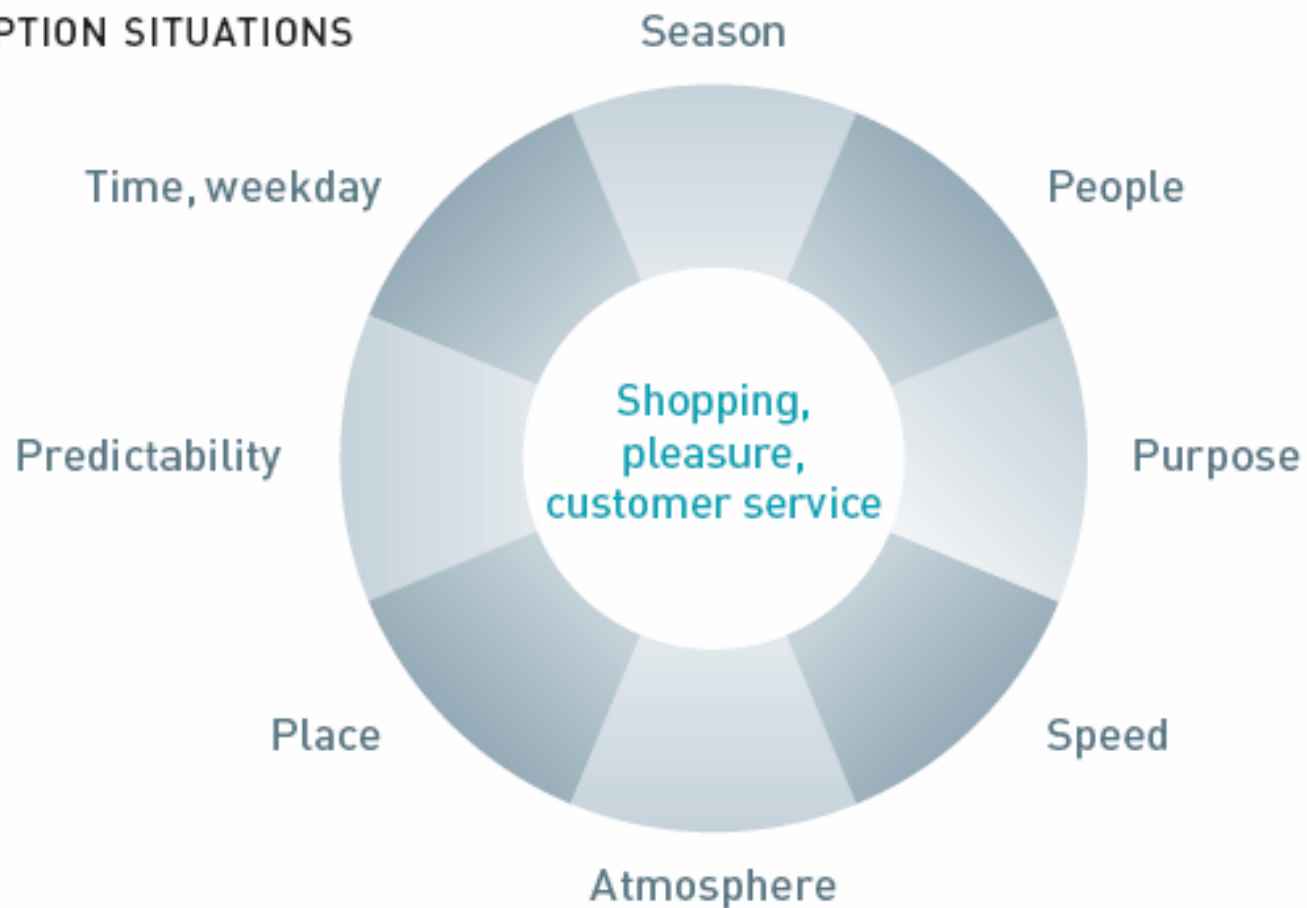 PTION SITUATIONS
Season
Time, weekday
People
Predictability
Shopping,
pleasure,
customer service
Purpose
Place
Speed
Atmosphere